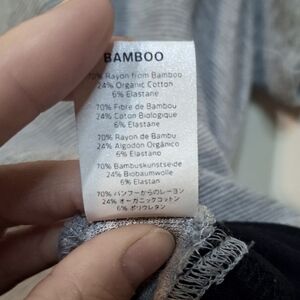 BAMBOO
70% Rayon from Bamboo
24% Organic Cotton
6% Elastane
70% Fibre de Bambou
24% Coton Biologique
6% Elastane
70% Rayón de Bambu
24% Algodón Orgánico
6% Elastano
70% Bambuskunstseide
24% Biobaumwolle
6% Elastan
70% バンブーからのレーヨン
24% オーガニックコットン
6% ポリウレタン